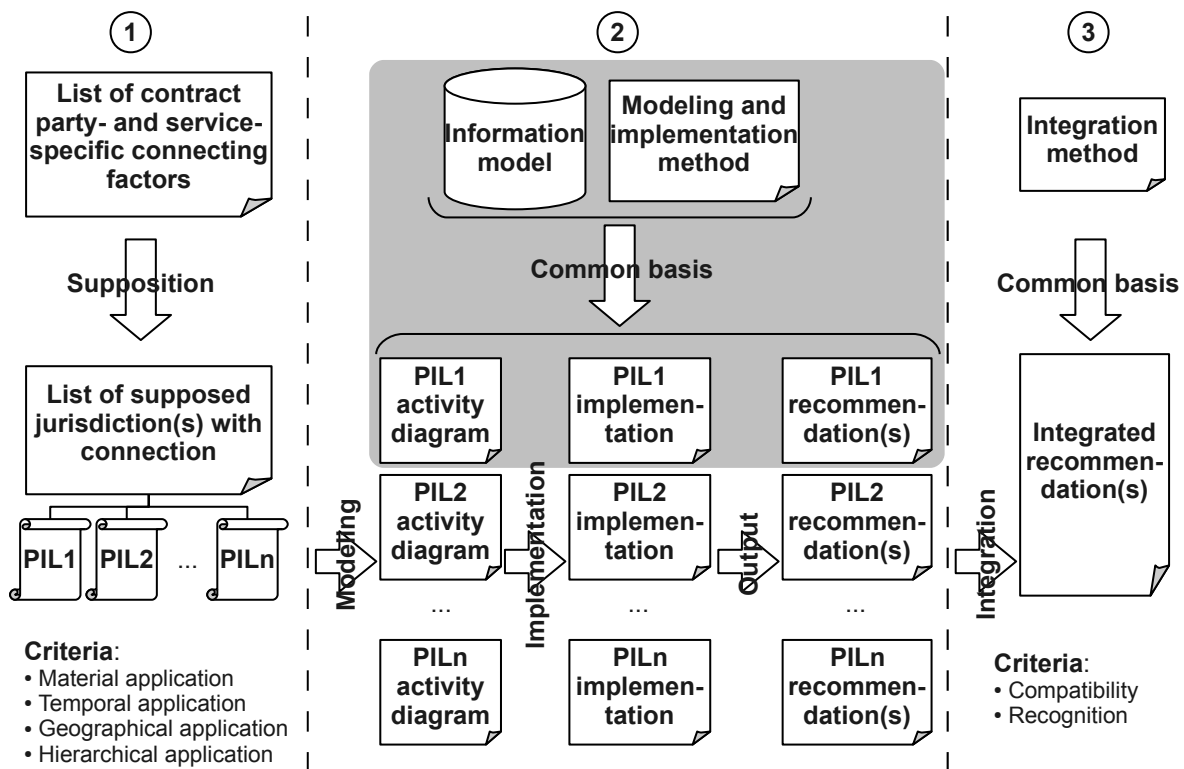 1
List of contract
party- and service-
specific connecting
factors
Supposition
List of supposed
jurisdiction(s) with
connection
PIL1
PIL2
...
PILn
Criteria:
• Material application
• Temporal application
• Geographical application
• Hierarchical application
2
Information
model
Modeling and
implementation
method
Common basis
Modeling
PIL1
activity
diagram
PIL2
activity
diagram
...
PILn
activity
diagram
Implementation
PIL1
implemen-
tation
PIL2
implemen-
tation
...
PILn
implemen-
tation
Output
PIL1
recommen-
dation(s)
PIL2
recommen-
dation(s)
...
PILn
recommen-
dation(s)
3
Integration
method
Common basis
Integration
Integrated
recommen-
dation(s)
Criteria:
• Compatibility
• Recognition